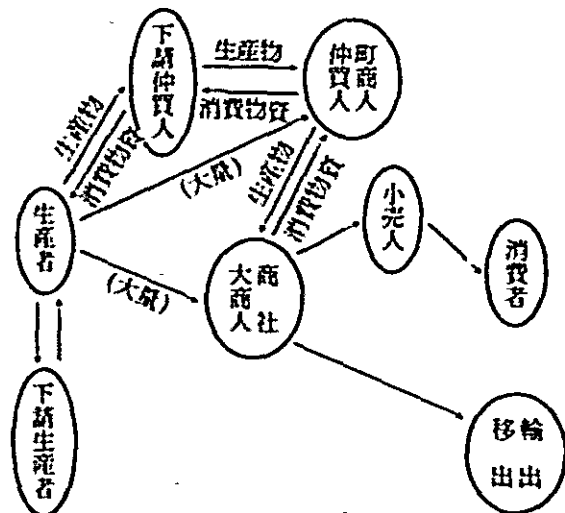 下請仲買人
生産物
消費物資
町商人
仲買人
生産物
消費物資
(大量)
生産物
消費物資
生産者
(大量)
商社
大商人
小売人
消費者
下請生産者
移輸
出出